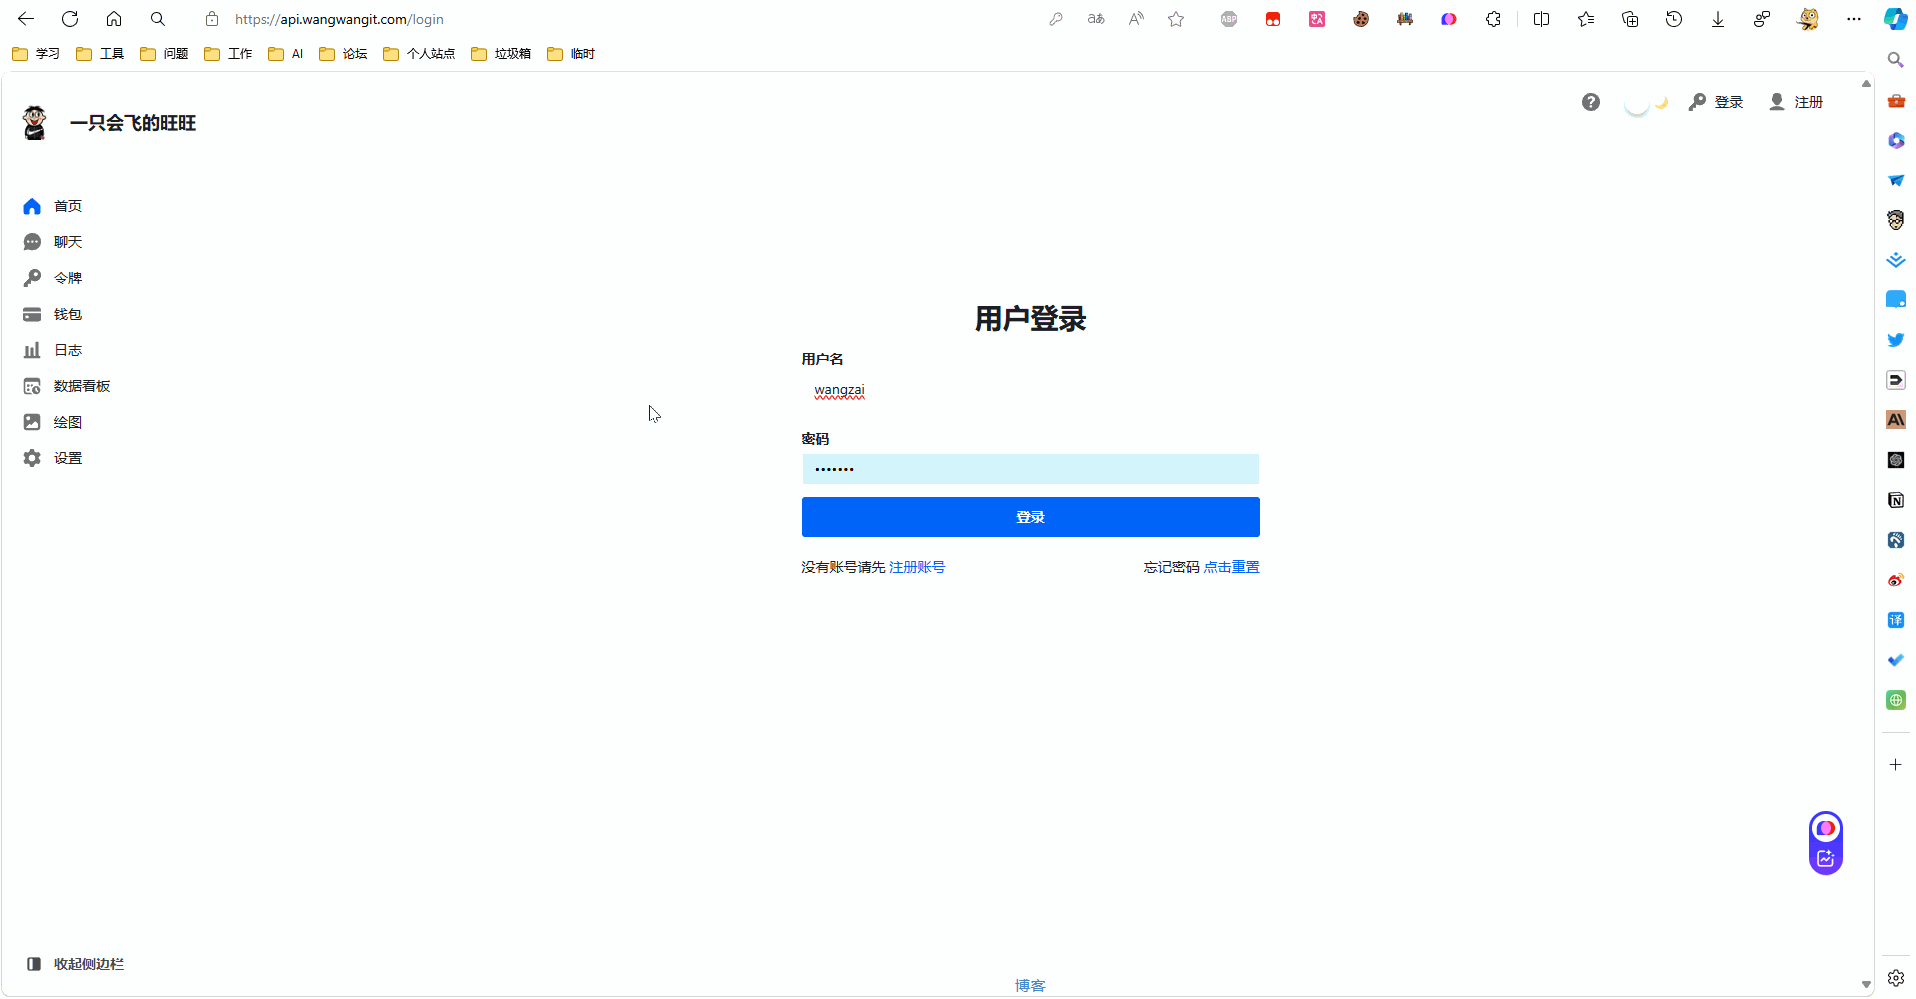 https://api.wangwangit.com/login
aあ
A
ABP
学习
工具
问题
工作
AI
论坛
个人站点
垃圾箱
临时
一只会飞的旺旺
登录
注册
首页
聊天
令牌
钱包
日志
数据看板
绘图
设置
用户登录
用户名
wangzai
密码
•••••••
登录
没有账号请先 注册账号
忘记密码 点击重置
译
收起侧边栏
博客